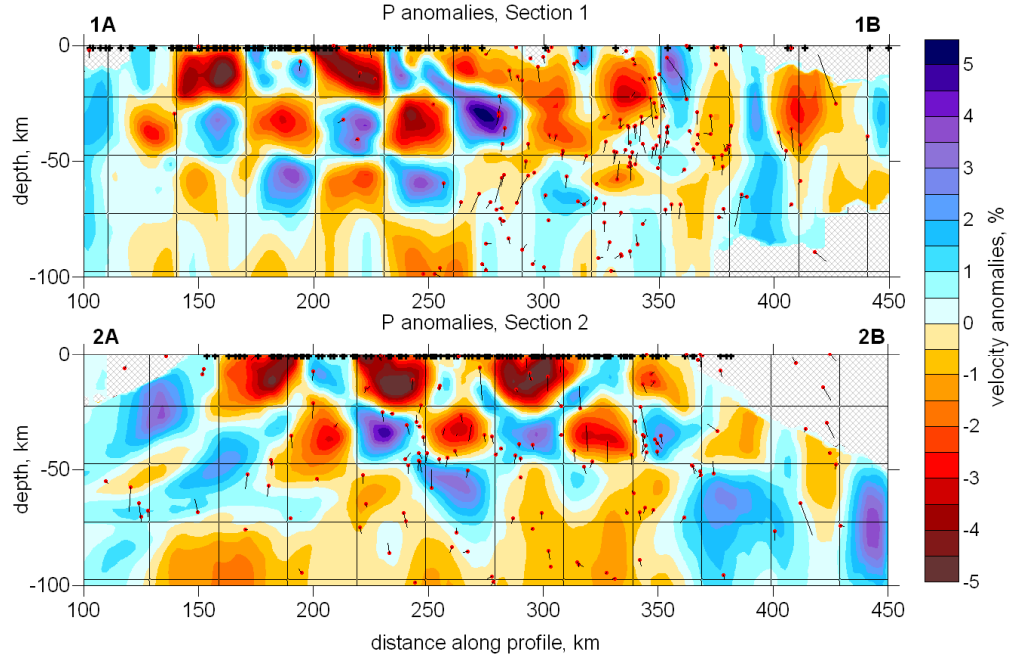 P anomalies, Section 1
1A 1B
0
-50
-100
depth, km
100 150 200 250 300 350 400 450
P anomalies, Section 2
2A 2B
0
-50
-100
depth, km
100 150 200 250 300 350 400 450
distance along profile, km
5
4
3
2
1
0
-1
-2
-3
-4
-5
velocity anomalies, %